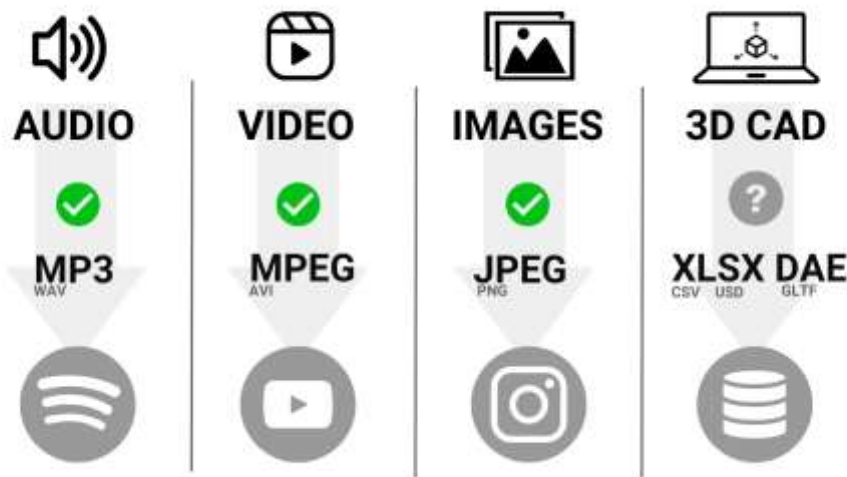 AUDIO
VIDEO
IMAGES
3D CAD
?
MP3
WAV
MPEG
AVI
JPEG
PNG
XLSX DAE
CSV USD GLTF